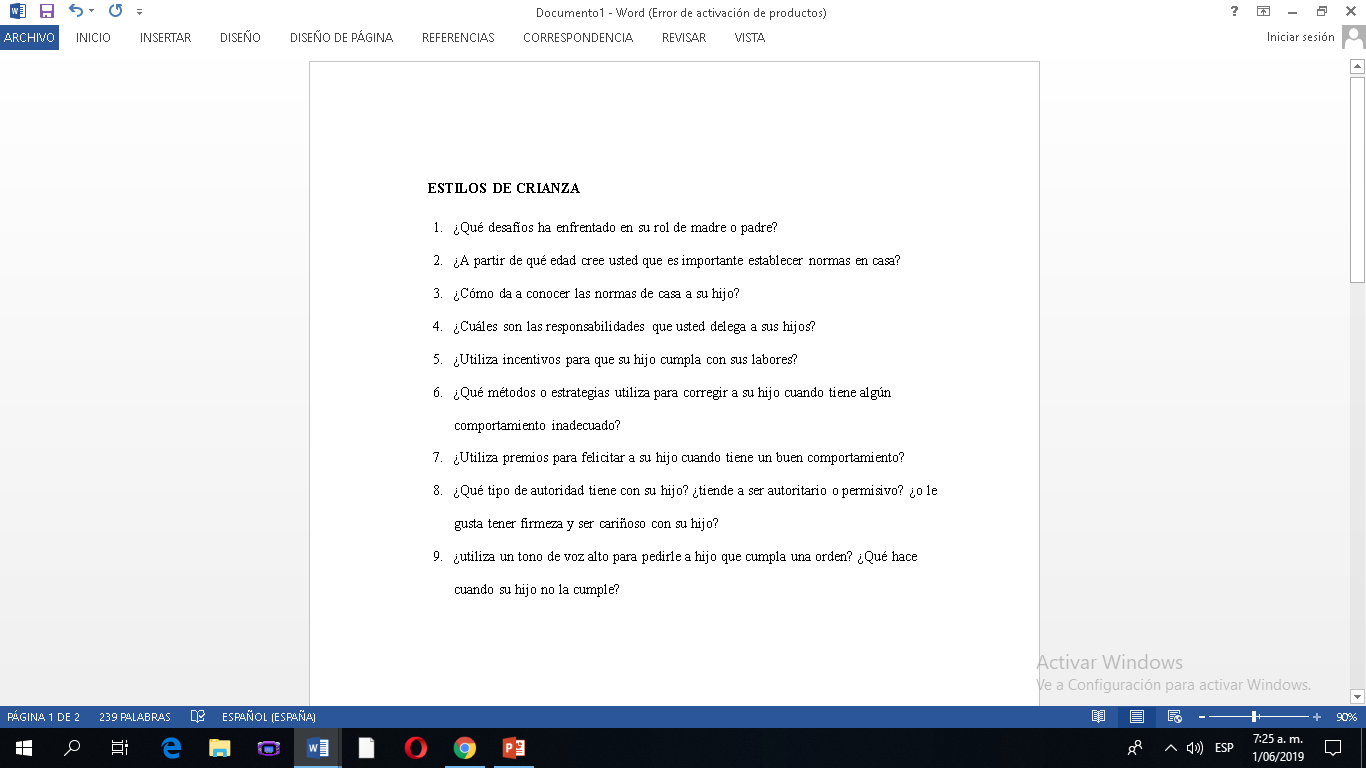 Documento1 - Word (Error de activación de productos)
ARCHIVO INICIO INSERTAR DISEÑO DISEÑO DE PÁGINA REFERENCIAS CORRESPONDENCIA REVISAR VISTA Iniciar sesión
ESTILOS DE CRIANZA
1. ¿Qué desafíos ha enfrentado en su rol de madre o padre?
2. ¿A partir de qué edad cree usted que es importante establecer normas en casa?
3. ¿Cómo da a conocer las normas de casa a su hijo?
4. ¿Cuáles son las responsabilidades que usted delega a sus hijos?
5. ¿Utiliza incentivos para que su hijo cumpla con sus labores?
6. ¿Qué métodos o estrategias utiliza para corregir a su hijo cuando tiene algún
comportamiento inadecuado?
7. ¿Utiliza premios para felicitar a su hijo cuando tiene un buen comportamiento?
8. ¿Qué tipo de autoridad tiene con su hijo? ¿tiende a ser autoritario o permisivo? ¿o le
gusta tener firmeza y ser cariñoso con su hijo?
9. ¿utiliza un tono de voz alto para pedirle a hijo que cumpla una orden? ¿Qué hace
cuando su hijo no la cumple?
Activar Windows
Ve a Configuración para activar Windows.
PÁGINA 1 DE 2 239 PALABRAS ESPAÑOL (ESPAÑA) 90%
ESP 7:25 a. m.
1/06/2019